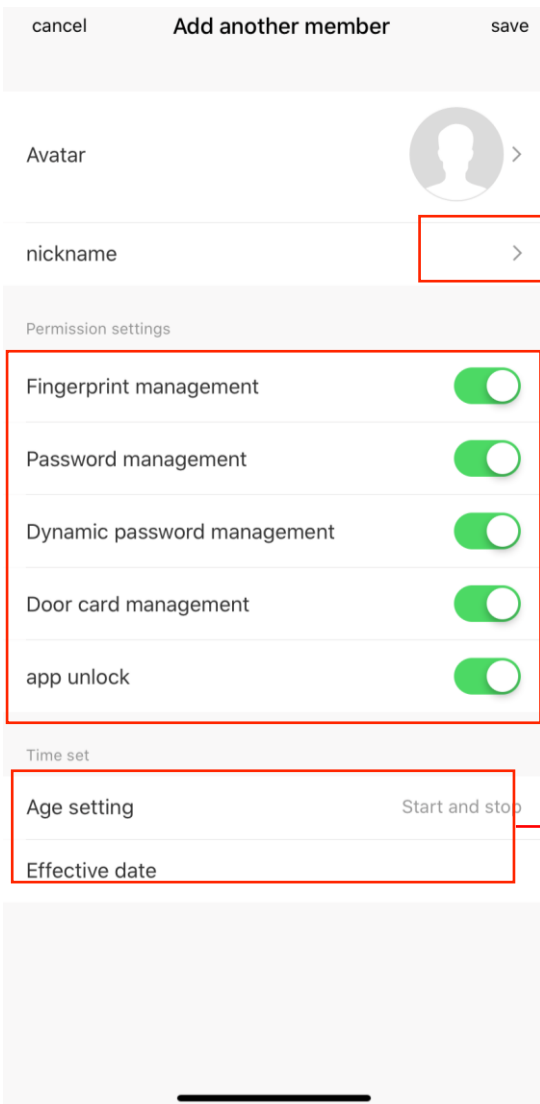 cancel Add another member save
Avatar
nickname
Permission settings
Fingerprint management
Password management
Dynamic password management
Door card management
app unlock
Time set
Age setting Start and stop
Effective date